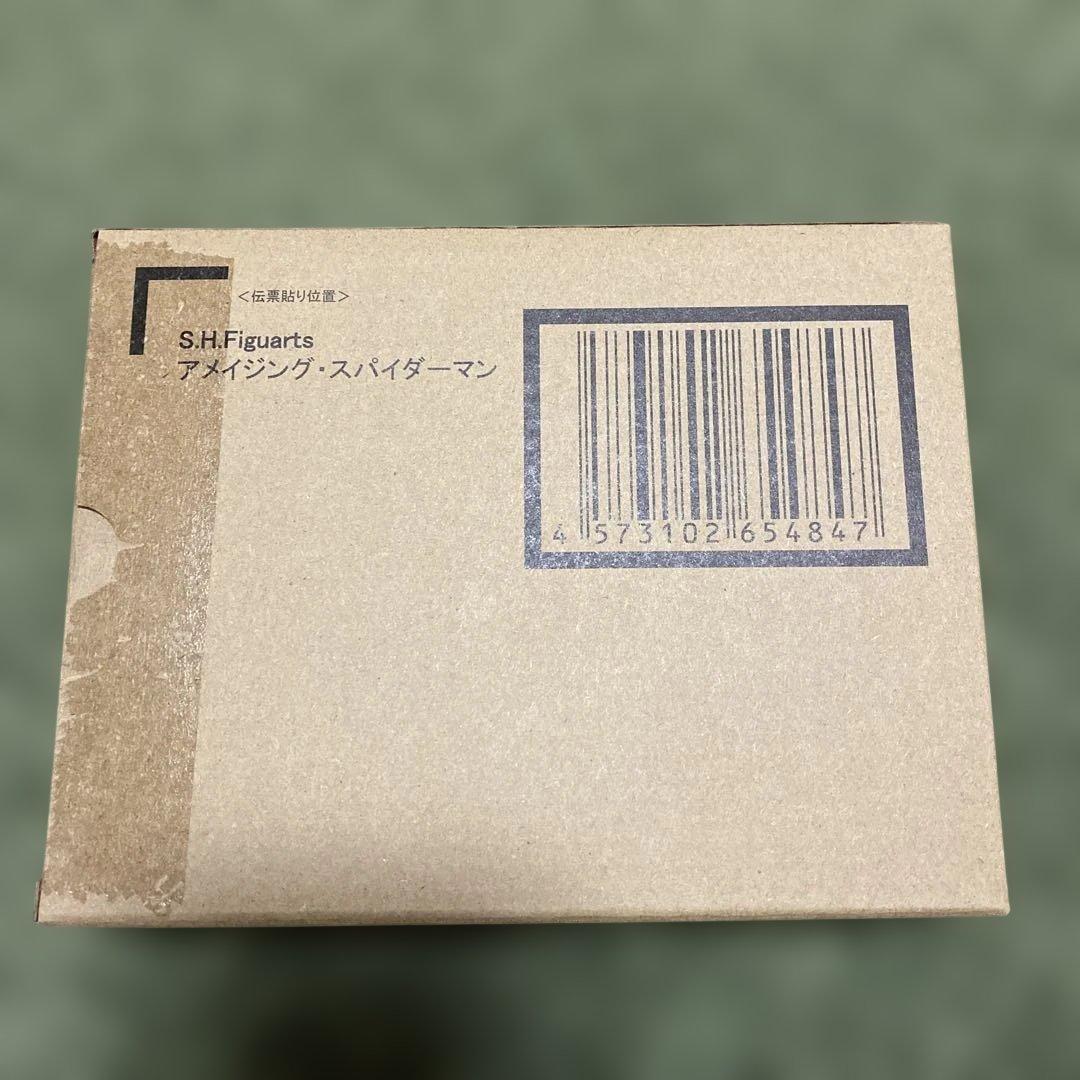 ＜伝票貼り位置＞
S.H.Figuarts
アメイジング・スパイダーマン
4 573102 654847